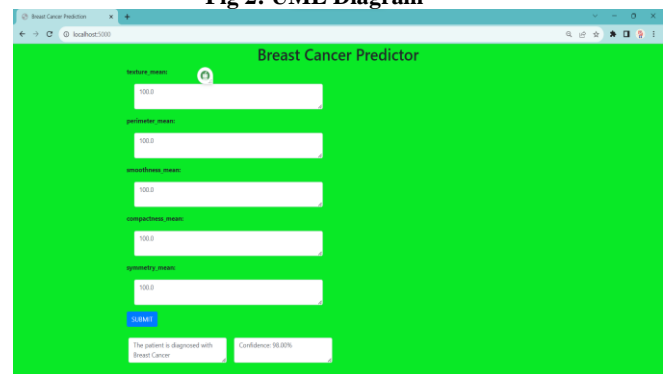 Fig 2: UML Diagram
Breast Cancer Prediction
localhost:5000
Breast Cancer Predictor
texture_mean:
100.0
perimeter_mean:
100.0
smoothness_mean:
100.0
compactness_mean:
100.0
symmetry_mean:
100.0
SUBMIT
The patient is diagnosed with
Breast Cancer
Confidence: 98.00%